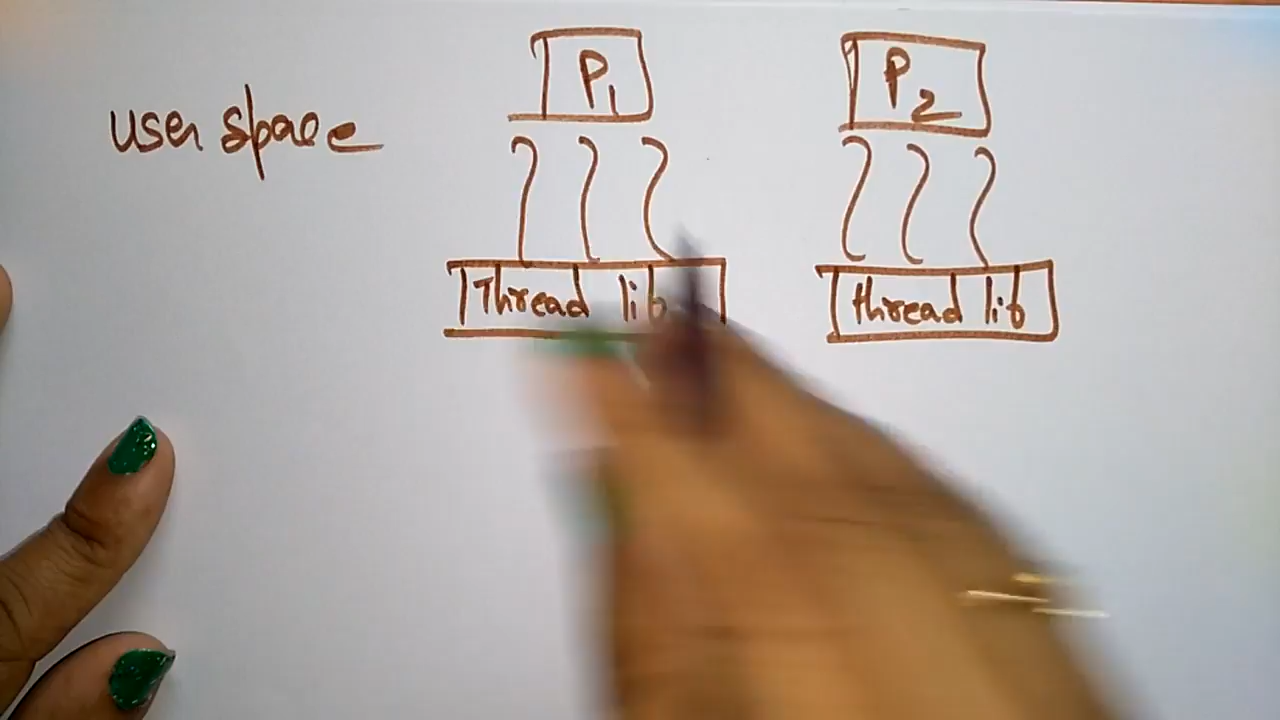 P1
P2
user space
Thread lib
thread lib